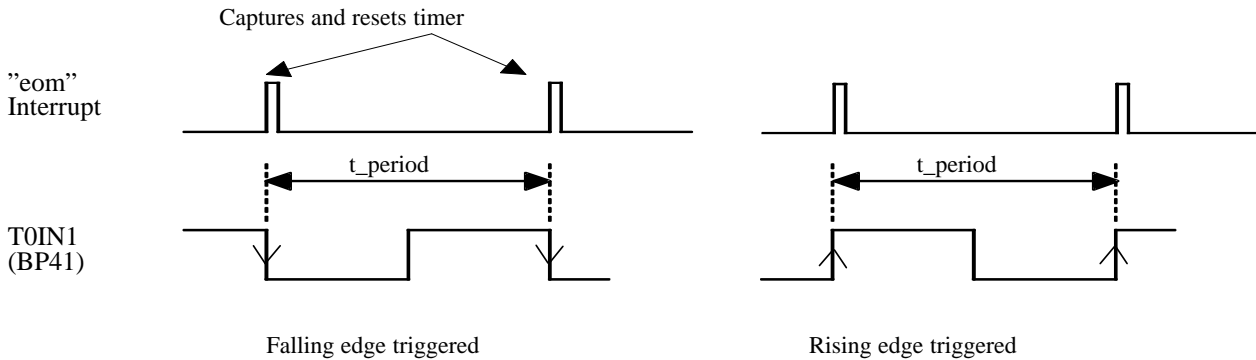 Captures and resets timer
”eom”
Interrupt
t_period
t_period
T0IN1
(BP41)
Falling edge triggered
Rising edge triggered